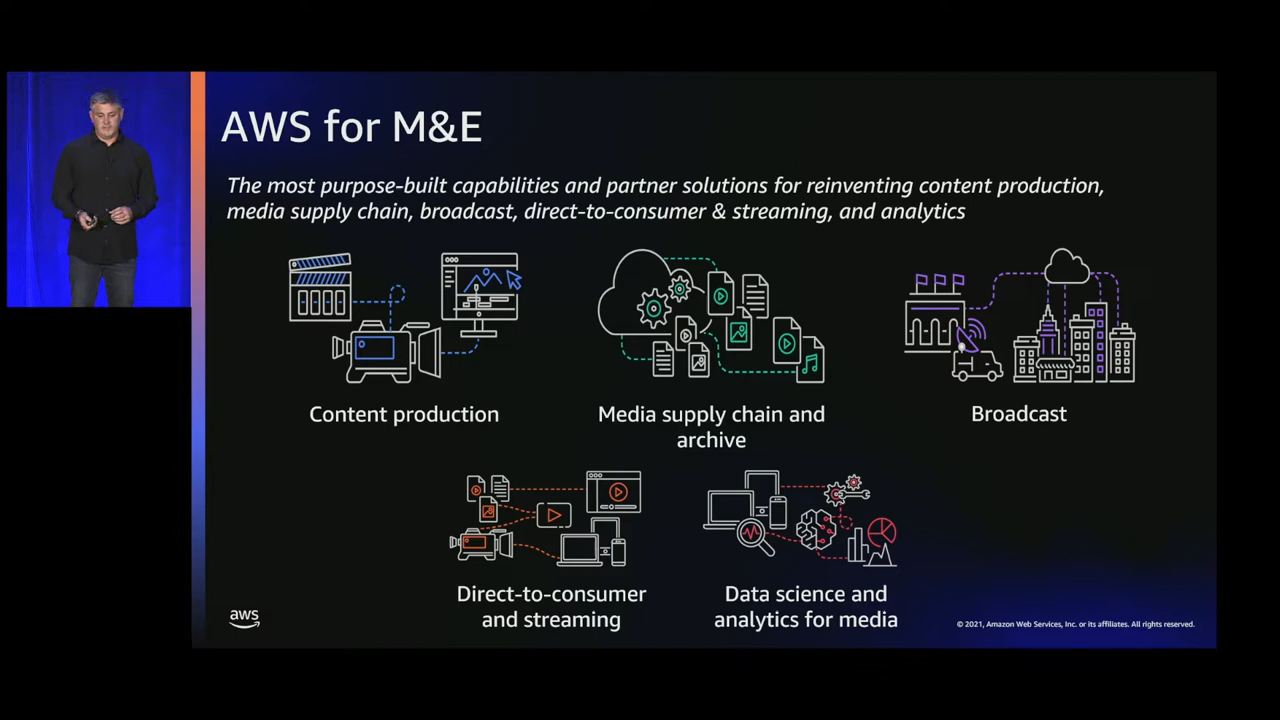 AWS for M&E
The most purpose-built capabilities and partner solutions for reinventing content production,
media supply chain, broadcast, direct-to-consumer & streaming, and analytics
Content production
Media supply chain and
archive
Broadcast
Direct-to-consumer
and streaming
Data science and
analytics for media
aws
© 2021, Amazon Web Services, Inc. or its affiliates. All rights reserved.